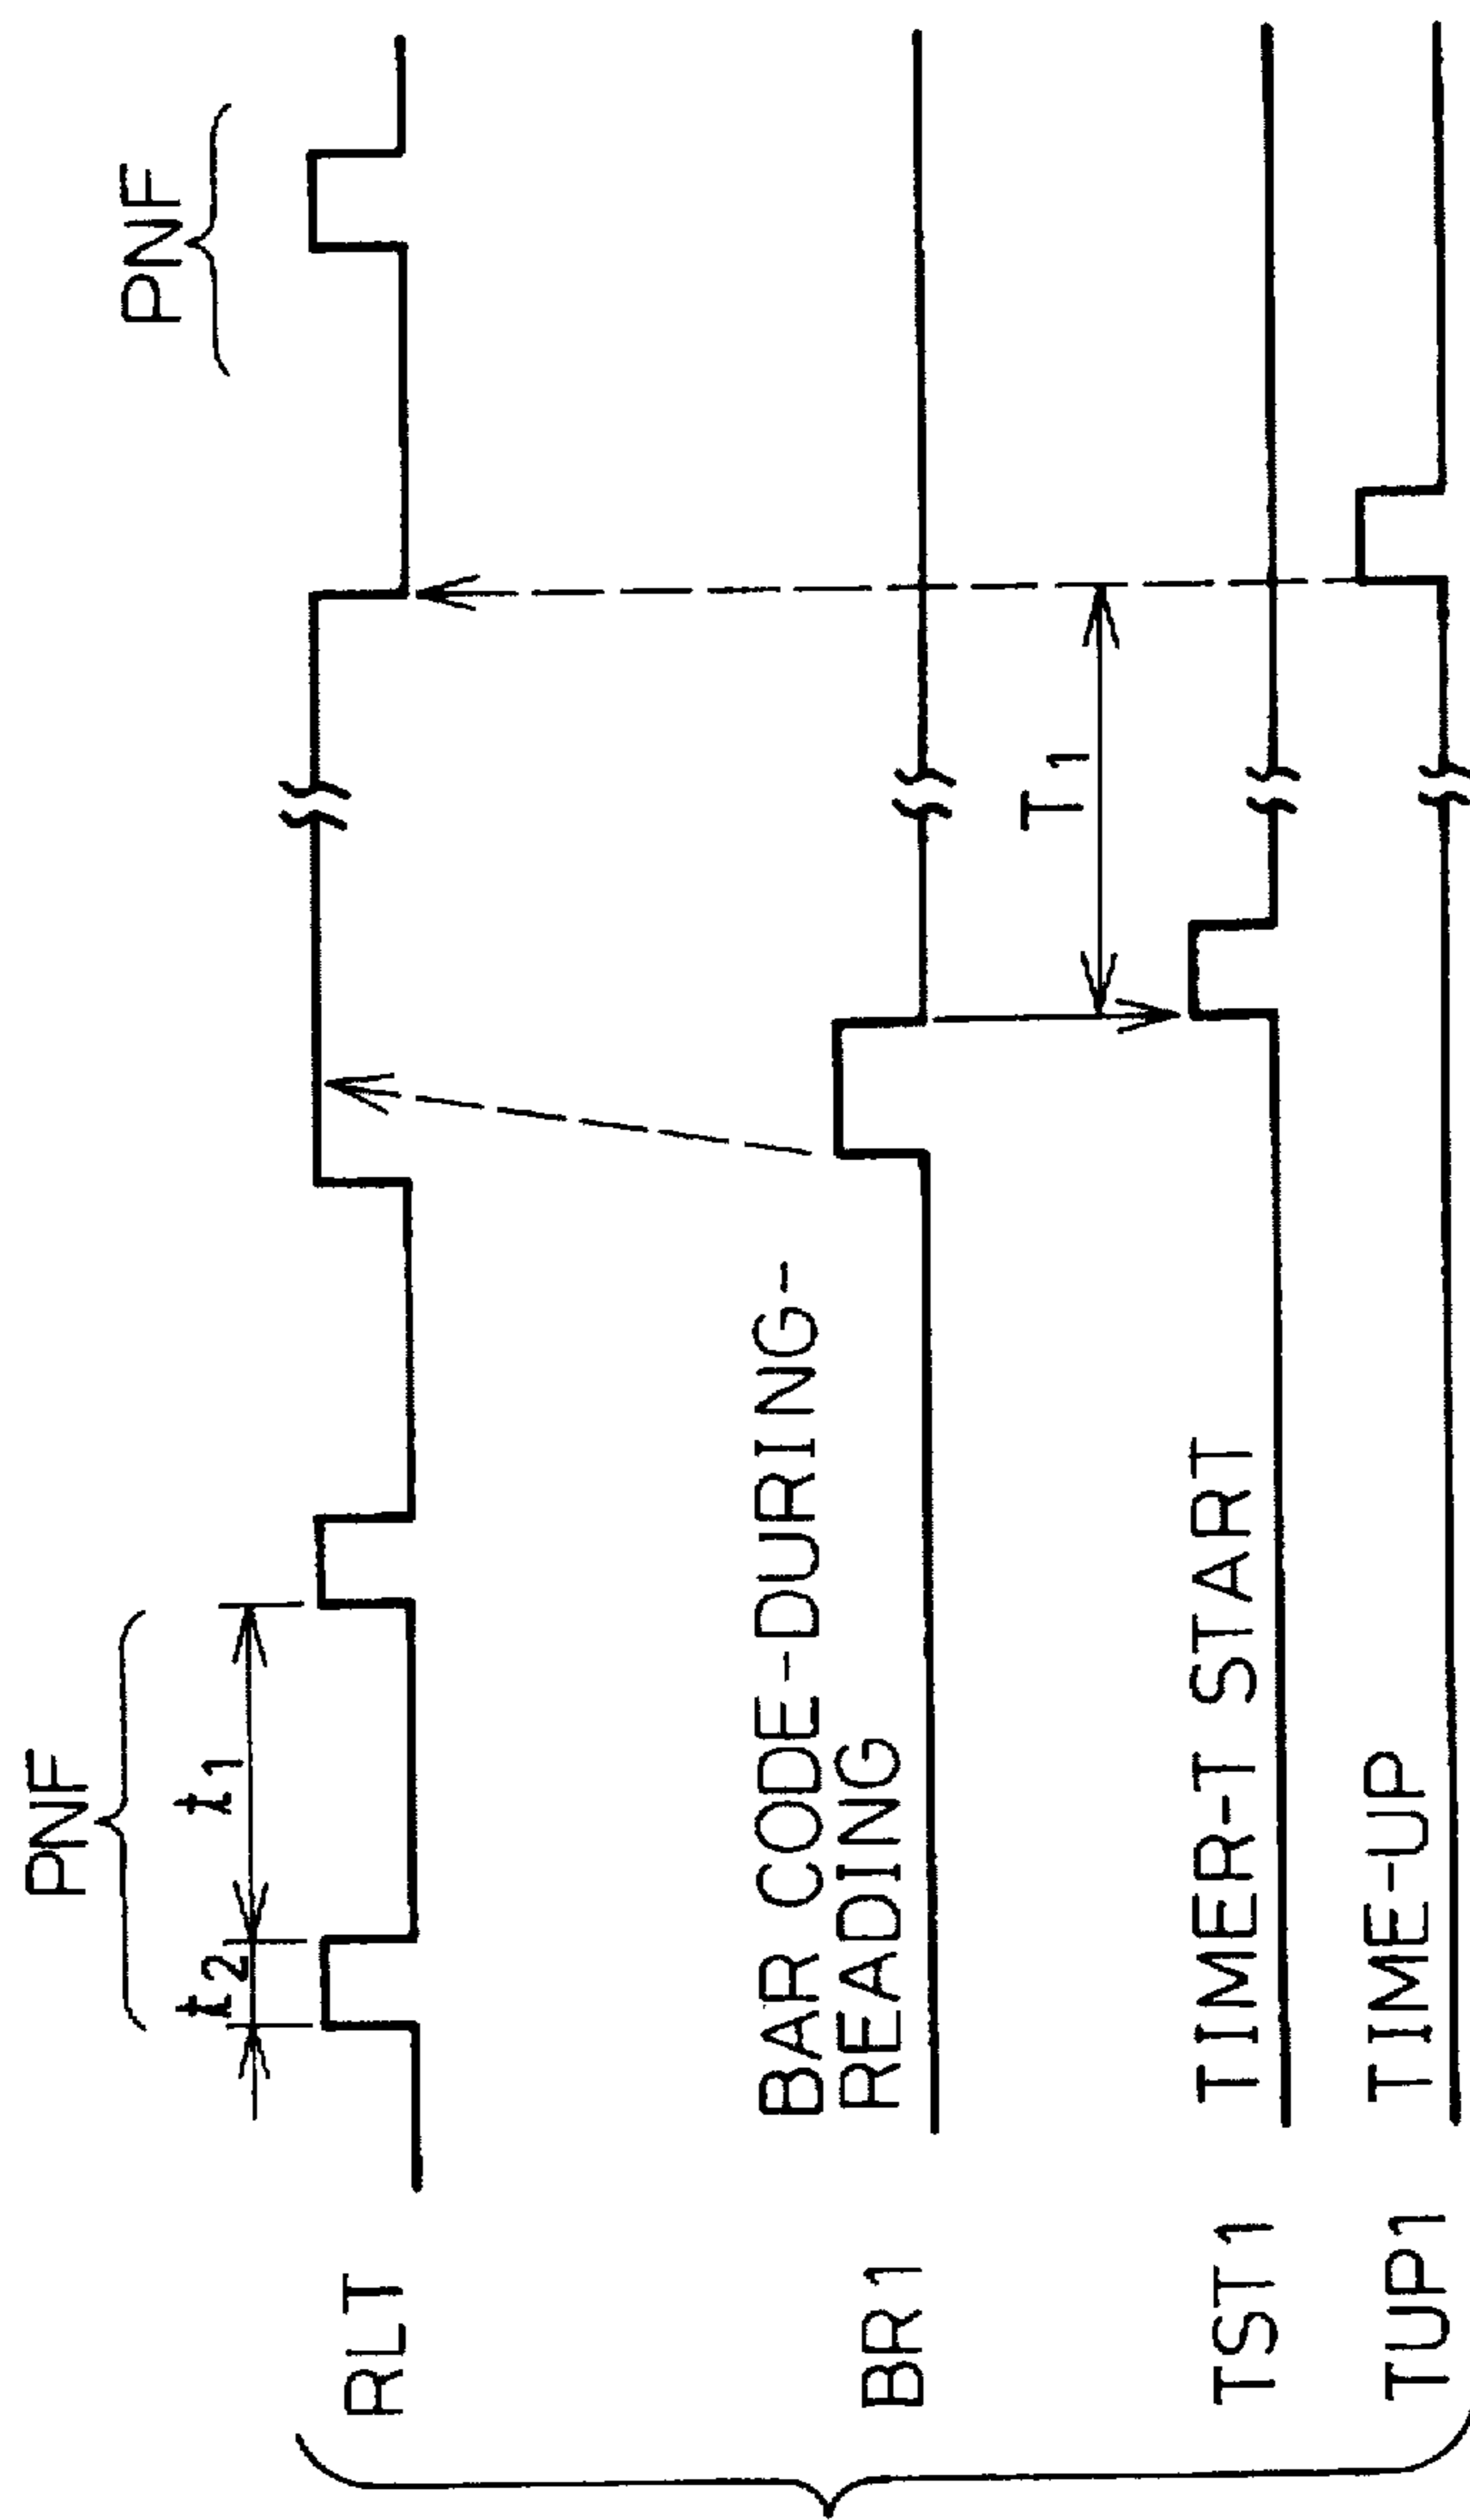 PNF
PNF
t2
t1
RLT
BAR CODE-DURING-
READING
BR1
T1
TIMER-T START
TST1
TIME-UP
TUP1